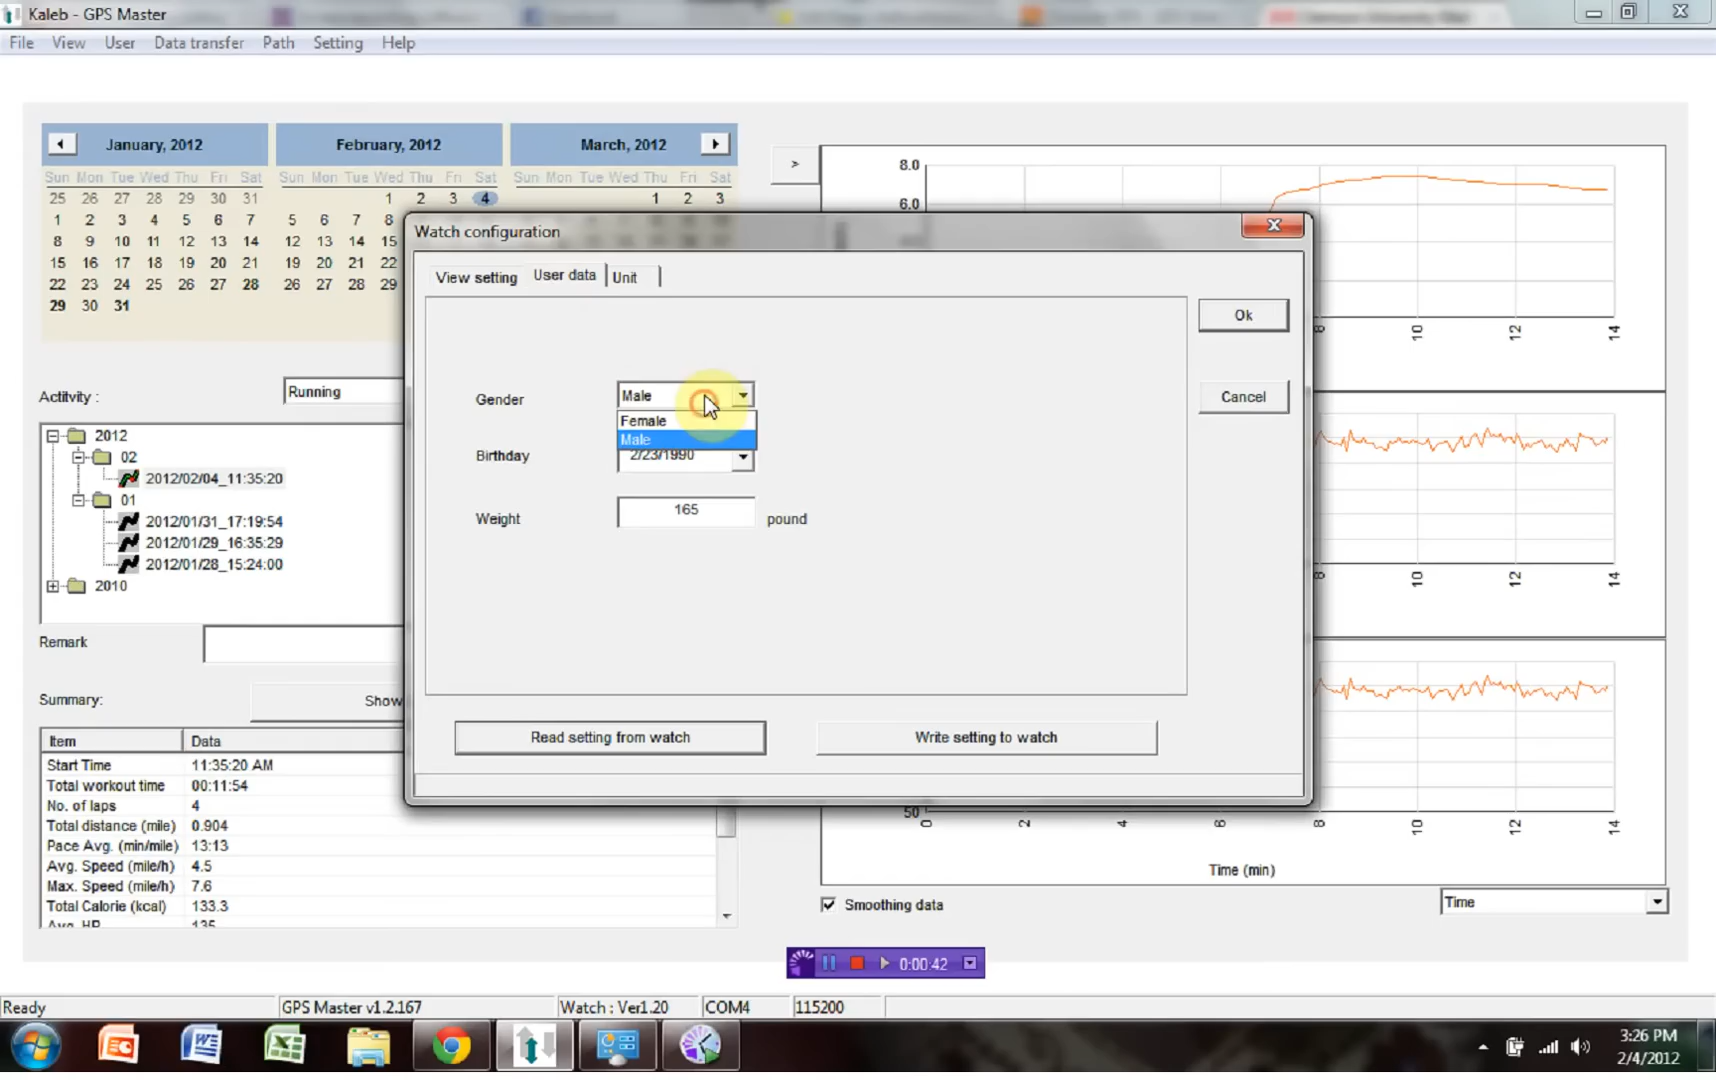 Kaleb - GPS Master
File View User Data transfer Path Setting Help
January, 2012 February, 2012 March, 2012
Sun Mon Tue Wed Thu Fri Sat Sun Mon Tue Wed Thu Fri Sat Sun Mon Tue Wed Thu Fri Sat
25 26 27 28 29 30 31 1 2 3 4 1 2 3
1 2 3 4 5 6 7 5 6 7 8
8 9 10 11 12 13 14 12 13 14 15
15 16 17 18 19 20 21 19 20 21 22
22 23 24 25 26 27 28 26 27 28 29
29 30 31
>
8.0
6.0
8 10 12 14
Watch configuration
View setting User data Unit
Ok
Cancel
Gender Male
Female
Male
Birthday 2/23/1990
Weight 165 pound
Read setting from watch Write setting to watch
Actitvity : Running
2012
02
2012/02/04_11:35:20
01
2012/01/31_17:19:54
2012/01/29_16:35:29
2012/01/28_15:24:00
2010
Remark
Summary: Show
Item Data
Start Time 11:35:20 AM
Total workout time 00:11:54
No. of laps 4
Total distance (mile) 0.904
Pace Avg. (min/mile) 13:13
Avg. Speed (mile/h) 4.5
Max. Speed (mile/h) 7.6
Total Calorie (kcal) 133.3
Avg. HR 135
8 10 12 14
50
0 2 4 6 8 10 12 14
Time (min)
Smoothing data Time
0:00:42
Ready GPS Master v1.2.167 Watch : Ver1.20 COM4 115200
3:26 PM
2/4/2012